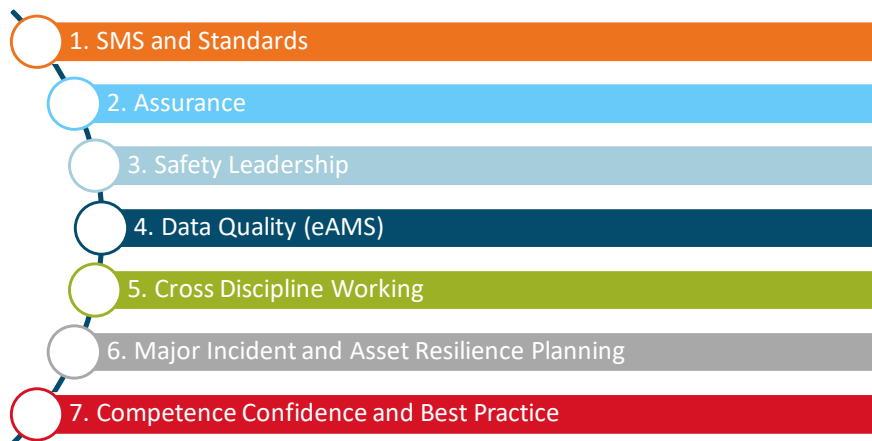 1. SMS and Standards
2. Assurance
3. Safety Leadership
4. Data Quality (eAMS)
5. Cross Discipline Working
6. Major Incident and Asset Resilience Planning
7. Competence Confidence and Best Practice